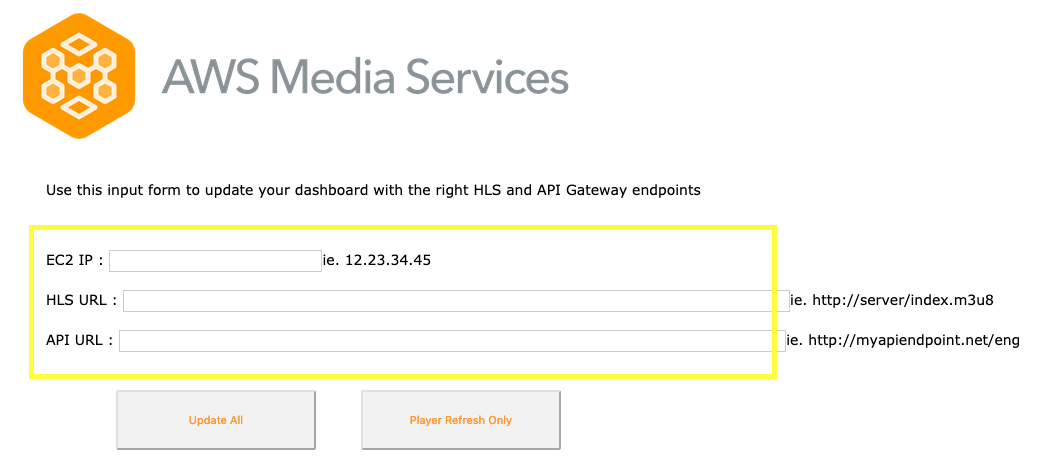 AWS Media Services
Use this input form to update your dashboard with the right HLS and API Gateway endpoints
EC2 IP : ie. 12.23.34.45
HLS URL : ie. http://server/index.m3u8
API URL : ie. http://myapiendpoint.net/eng
Update All Player Refresh Only